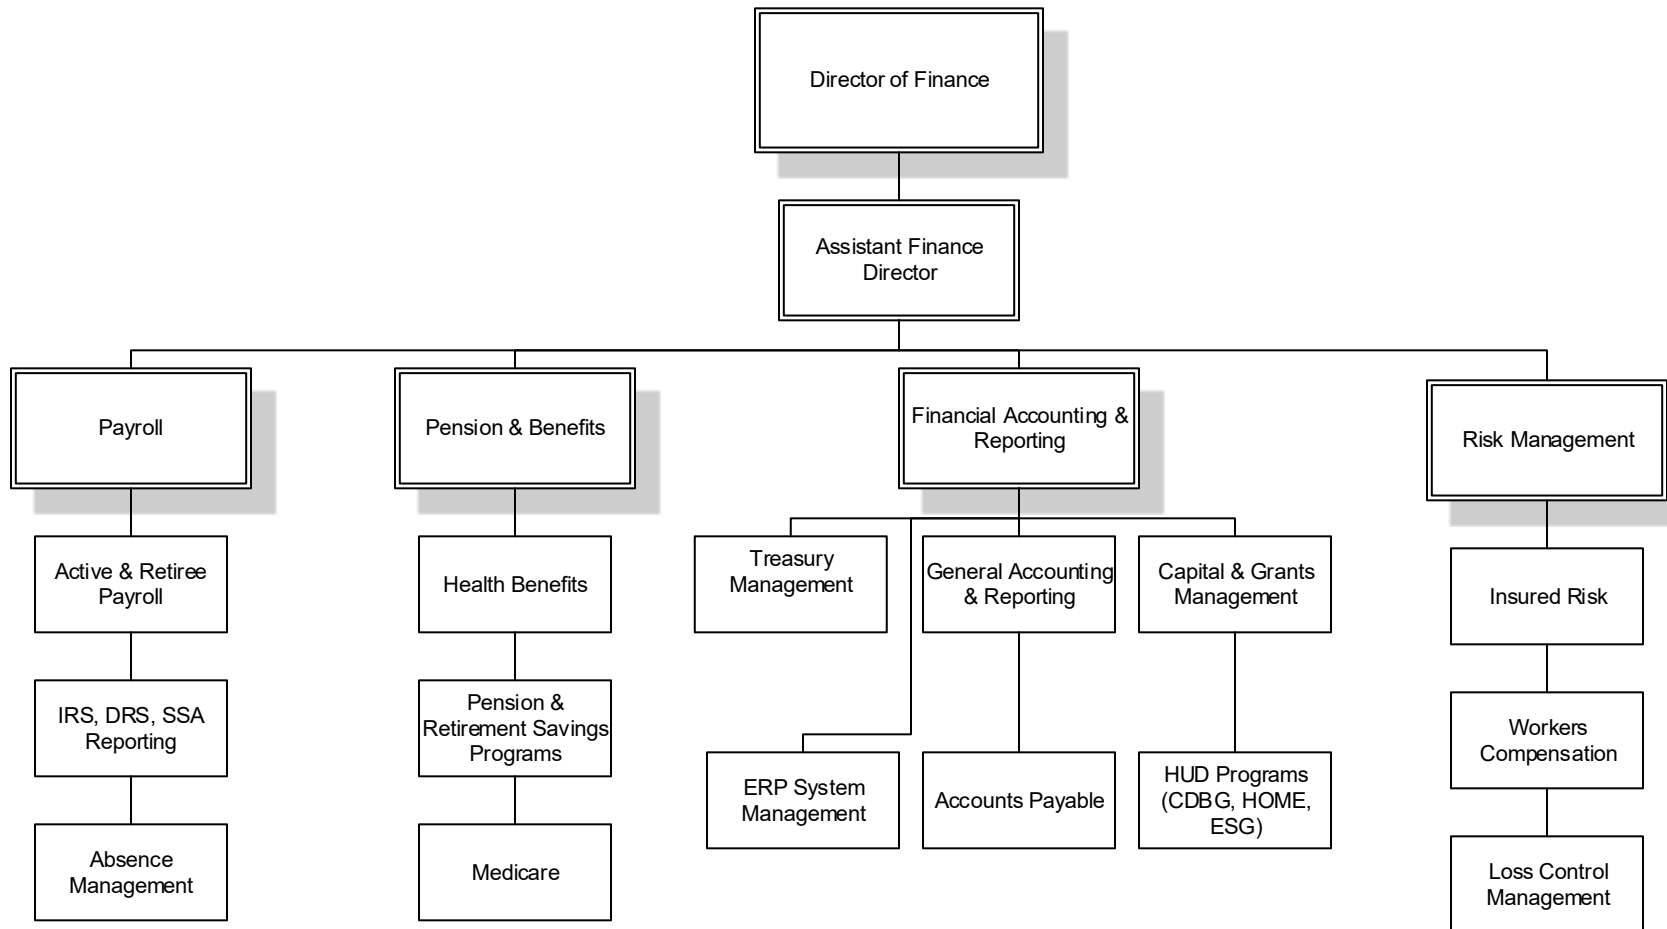 Director of Finance
Assistant Finance
Director
Payroll
Pension & Benefits
Financial Accounting &
Reporting
Risk Management
Active & Retiree
Payroll
Health Benefits
Treasury
Management
General Accounting
& Reporting
Capital & Grants
Management
Insured Risk
IRS, DRS, SSA
Reporting
Pension &
Retirement Savings
Programs
Workers
Compensation
ERP System
Management
Accounts Payable
HUD Programs
(CDBG, HOME,
ESG)
Absence
Management
Medicare
Loss Control
Management